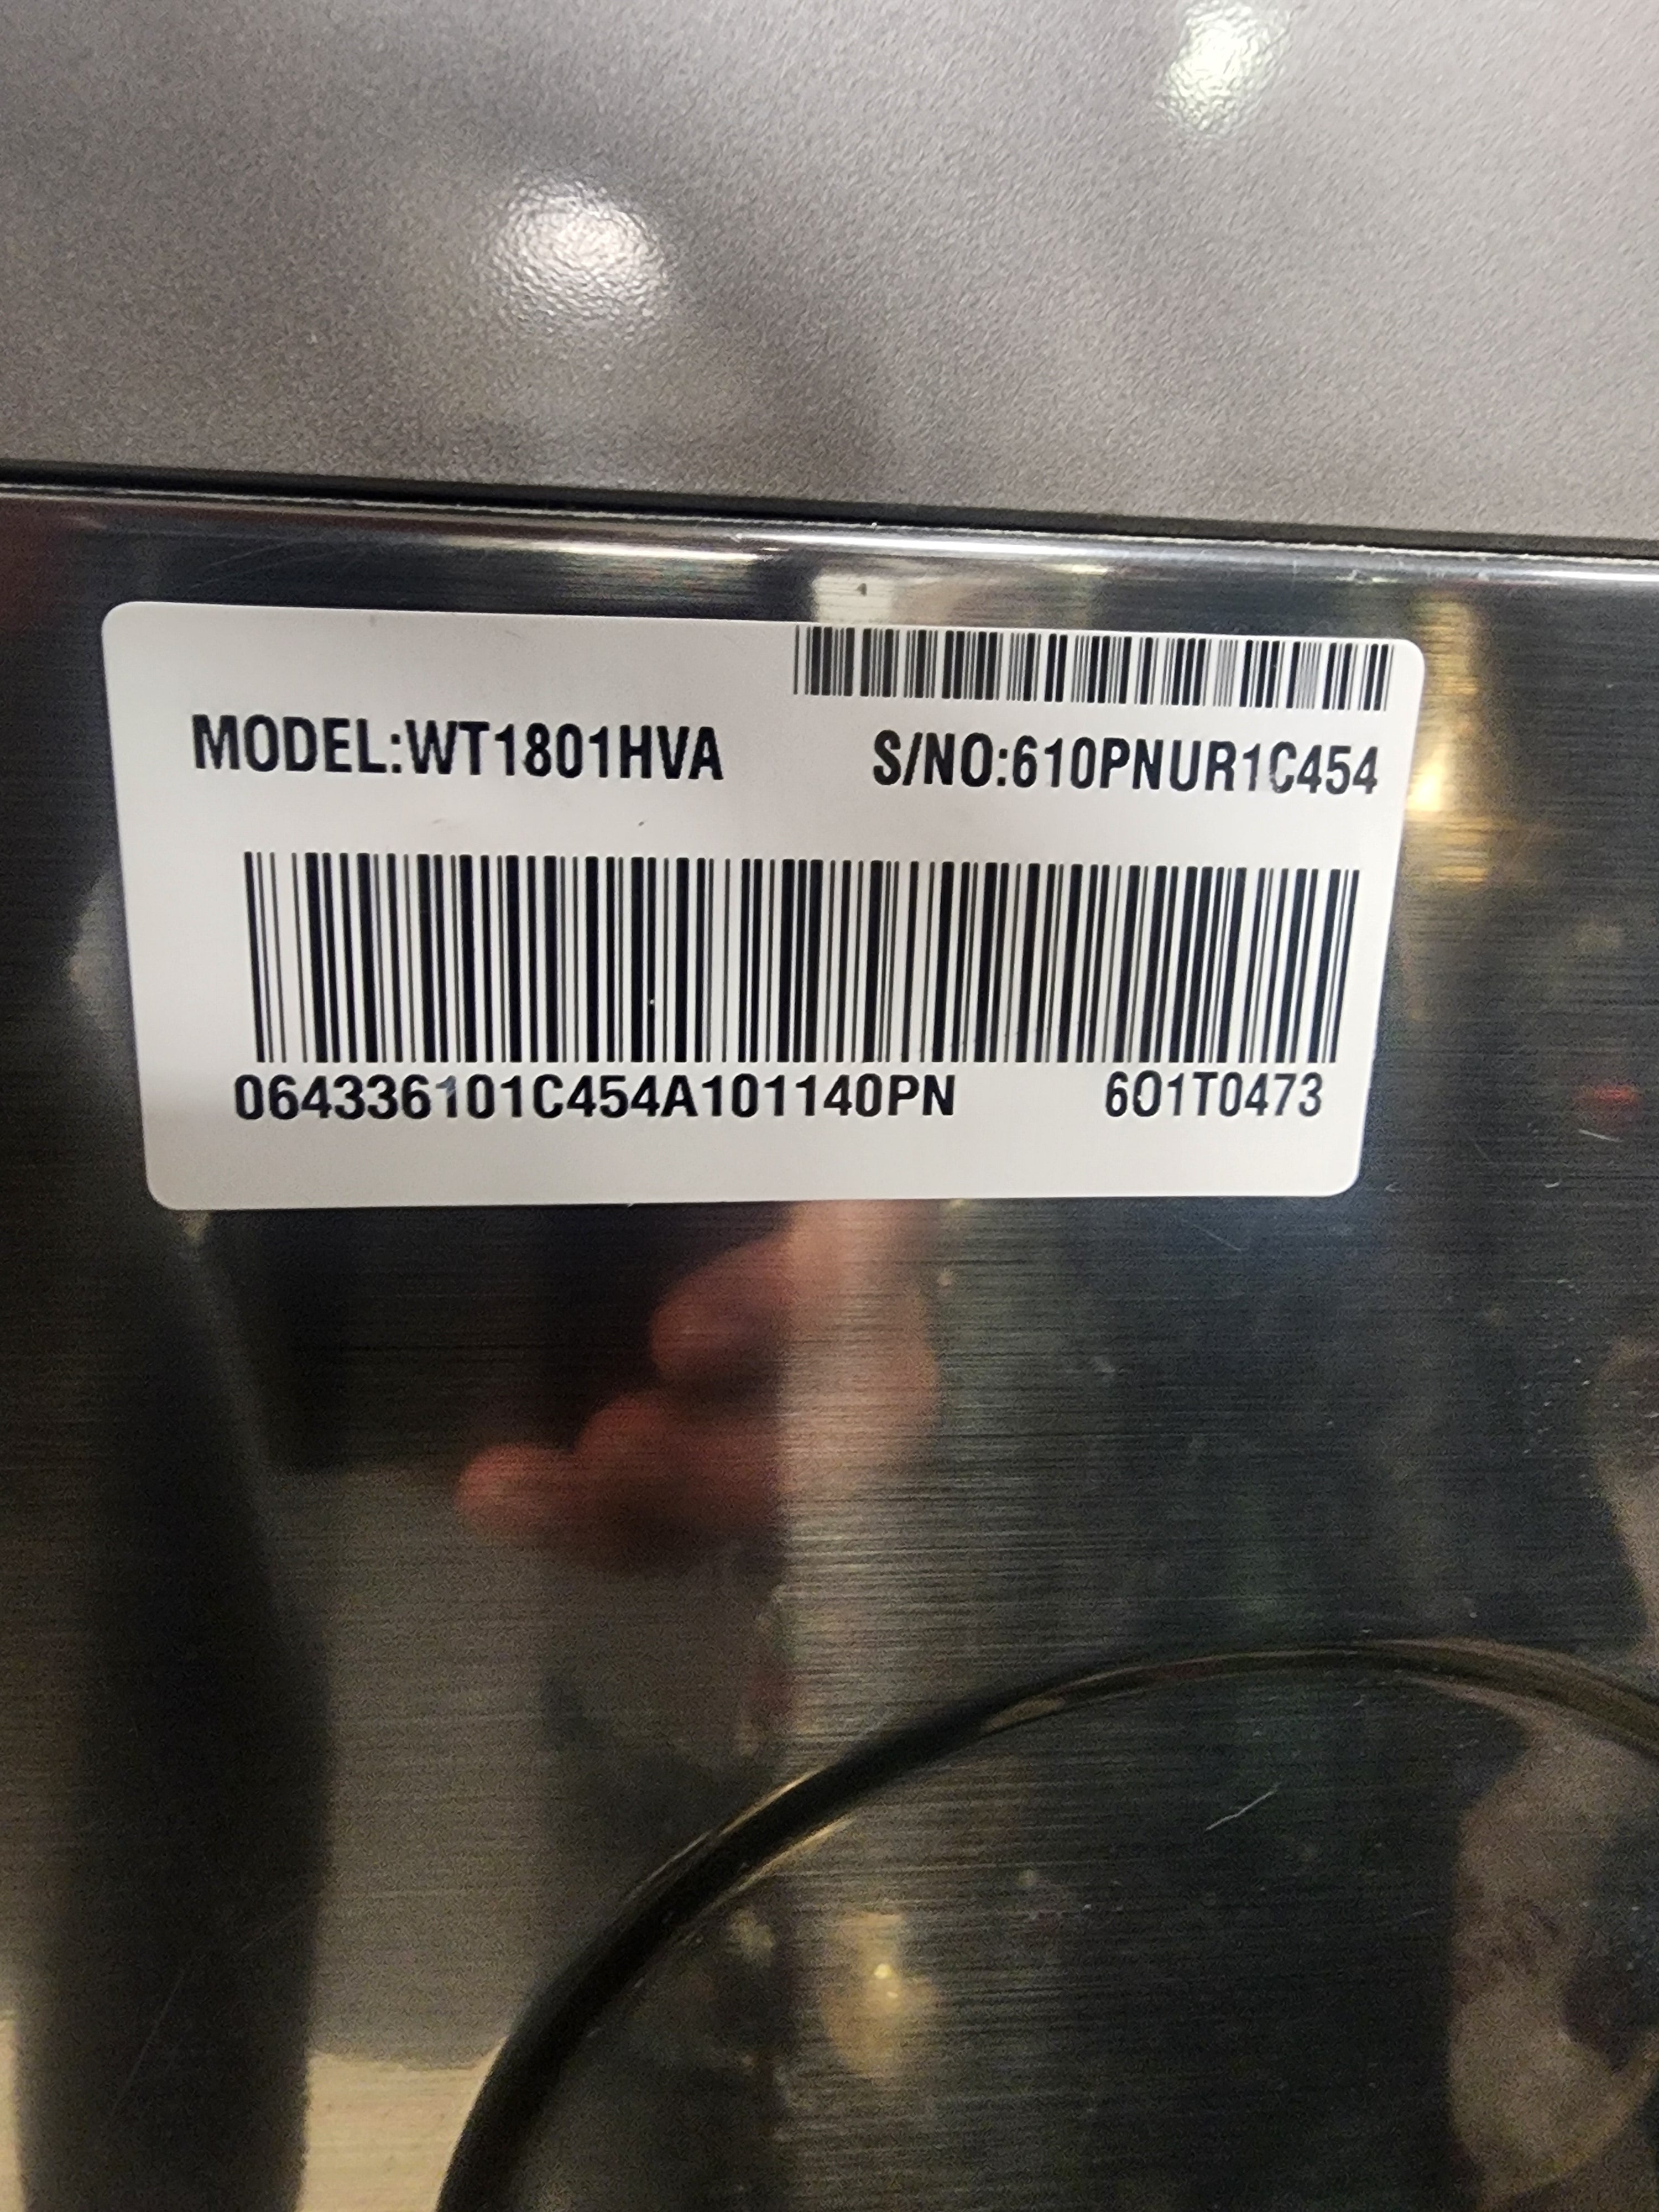 MODEL:WT1801HVA S/NO:610PNUR1C454
064336101C454A101140PN 601T0473